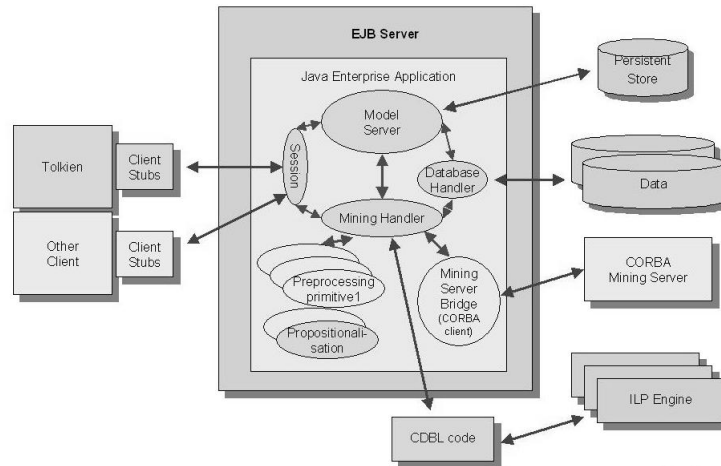 EJB Server
Java Enterprise Application
Persistent
Store
Model
Server
Tolkien
Client
Stubs
Session
Database
Handler
Data
Mining Handler
Other
Client
Client
Stubs
Preprocessing
primitive1
Mining
Server
Bridge
(CORBA
client)
CORBA
Mining Server
Propositionali-
sation
ILP Engine
CDBL code